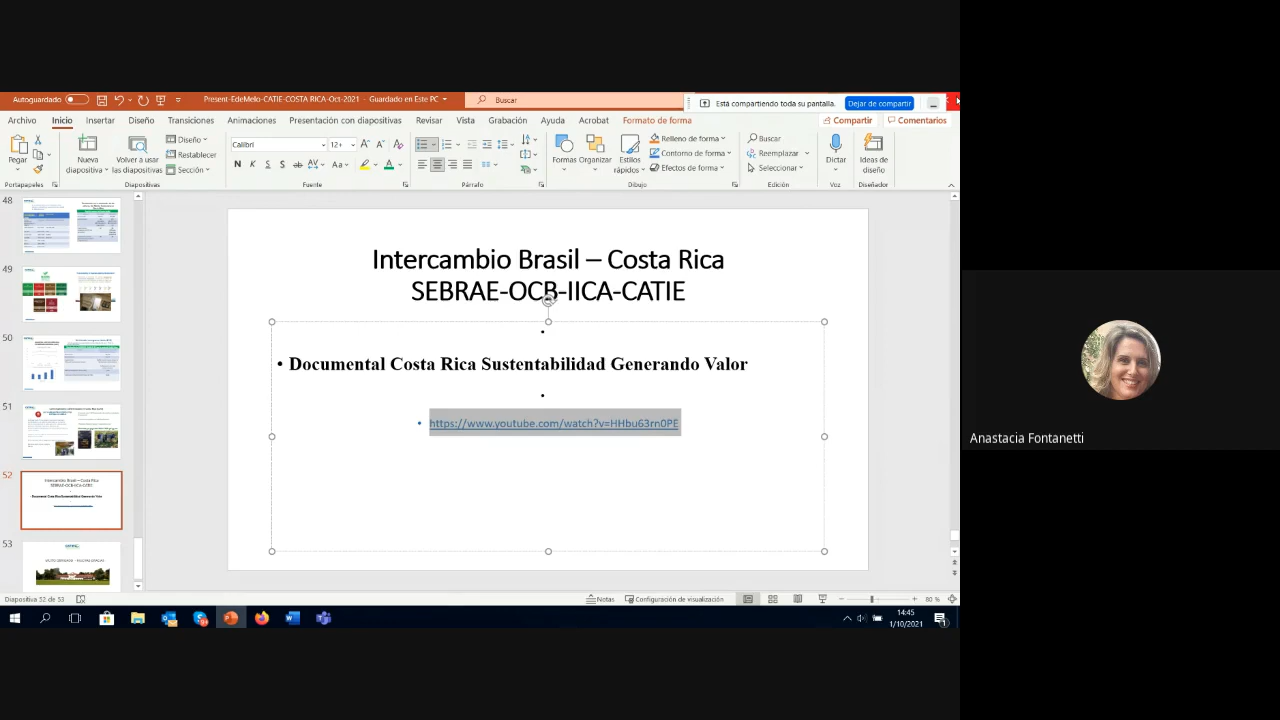 Autoguardado
Present-EdeMelo-CATIE-COSTA RICA-Oct-2021 - Guardado en Este PC
Buscar
Está compartiendo toda su pantalla.
Dejar de compartir
Archivo Inicio Insertar Diseño Transiciones Animaciones Presentación con diapositivas Revisar Vista Grabación Ayuda Acrobat Formato de forma
Compartir Comentarios
Pegar
Nueva diapositiva
Volver a usar las diapositivas
Diseño
Restablecer
Sección
Calibri 12+
Formas
Organizar
Estilos rápidos
Relleno de forma
Contorno de forma
Efectos de forma
Buscar
Reemplazar
Seleccionar
Dictar
Ideas de diseño
Portapapeles Diapositivas Fuente Párrafo Dibujo Edición Voz Diseñador
48
49
50
51
52
53
Intercambio Brasil – Costa Rica
SEBRAE-OCB-IICA-CATIE
• Documental Costa Rica Sustentabilidad Generando Valor
• https://www.youtube.com/watch?v=HHbu63rn0PE
Anastacia Fontanetti
Diapositiva 52 de 53
Notas
Configuración de visualización
80 %
14:45
1/10/2021